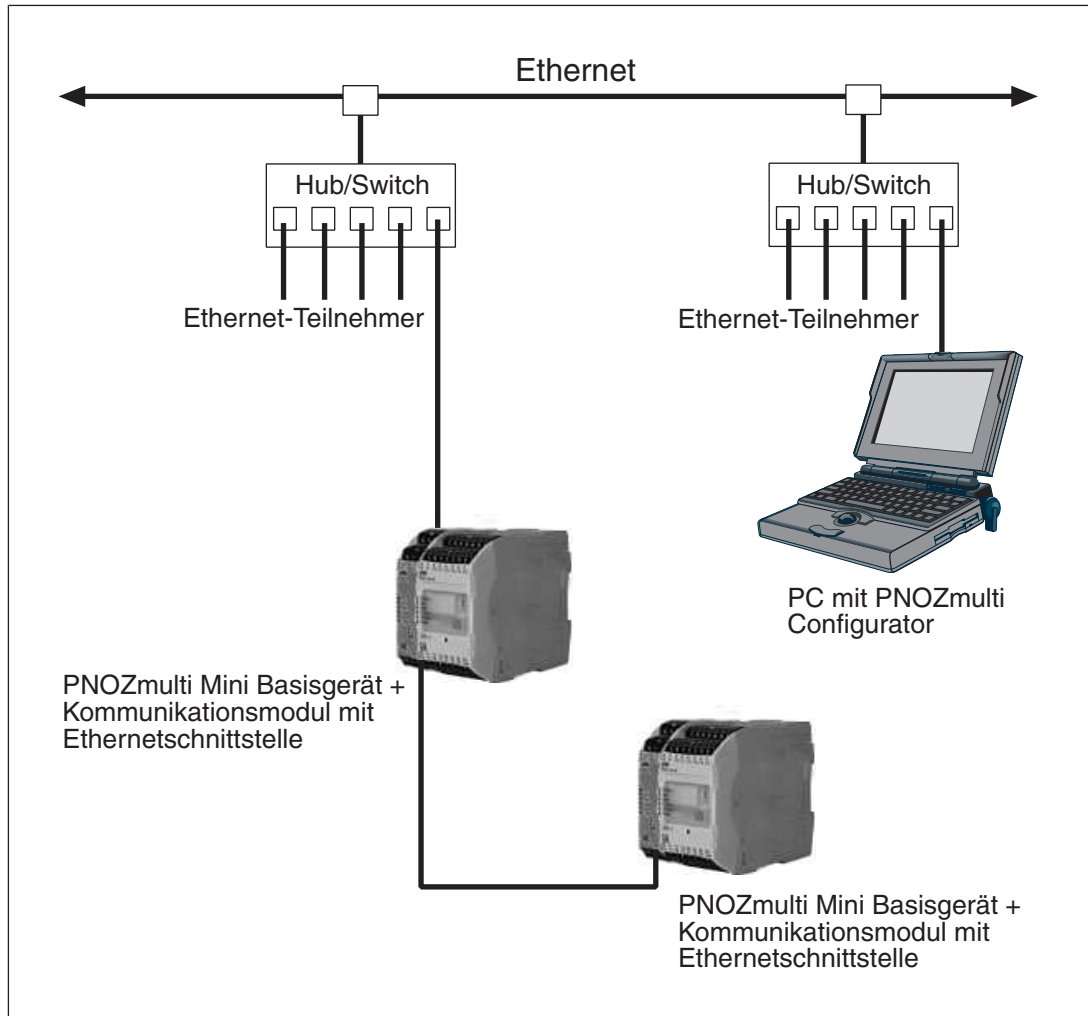 Ethernet
Hub/Switch
Hub/Switch
Ethernet-Teilnehmer
Ethernet-Teilnehmer
PC mit PNOZmulti
Configurator
PNOZmulti Mini Basisgerät +
Kommunikationsmodul mit
Ethernetschnittstelle
PNOZmulti Mini Basisgerät +
Kommunikationsmodul mit
Ethernetschnittstelle